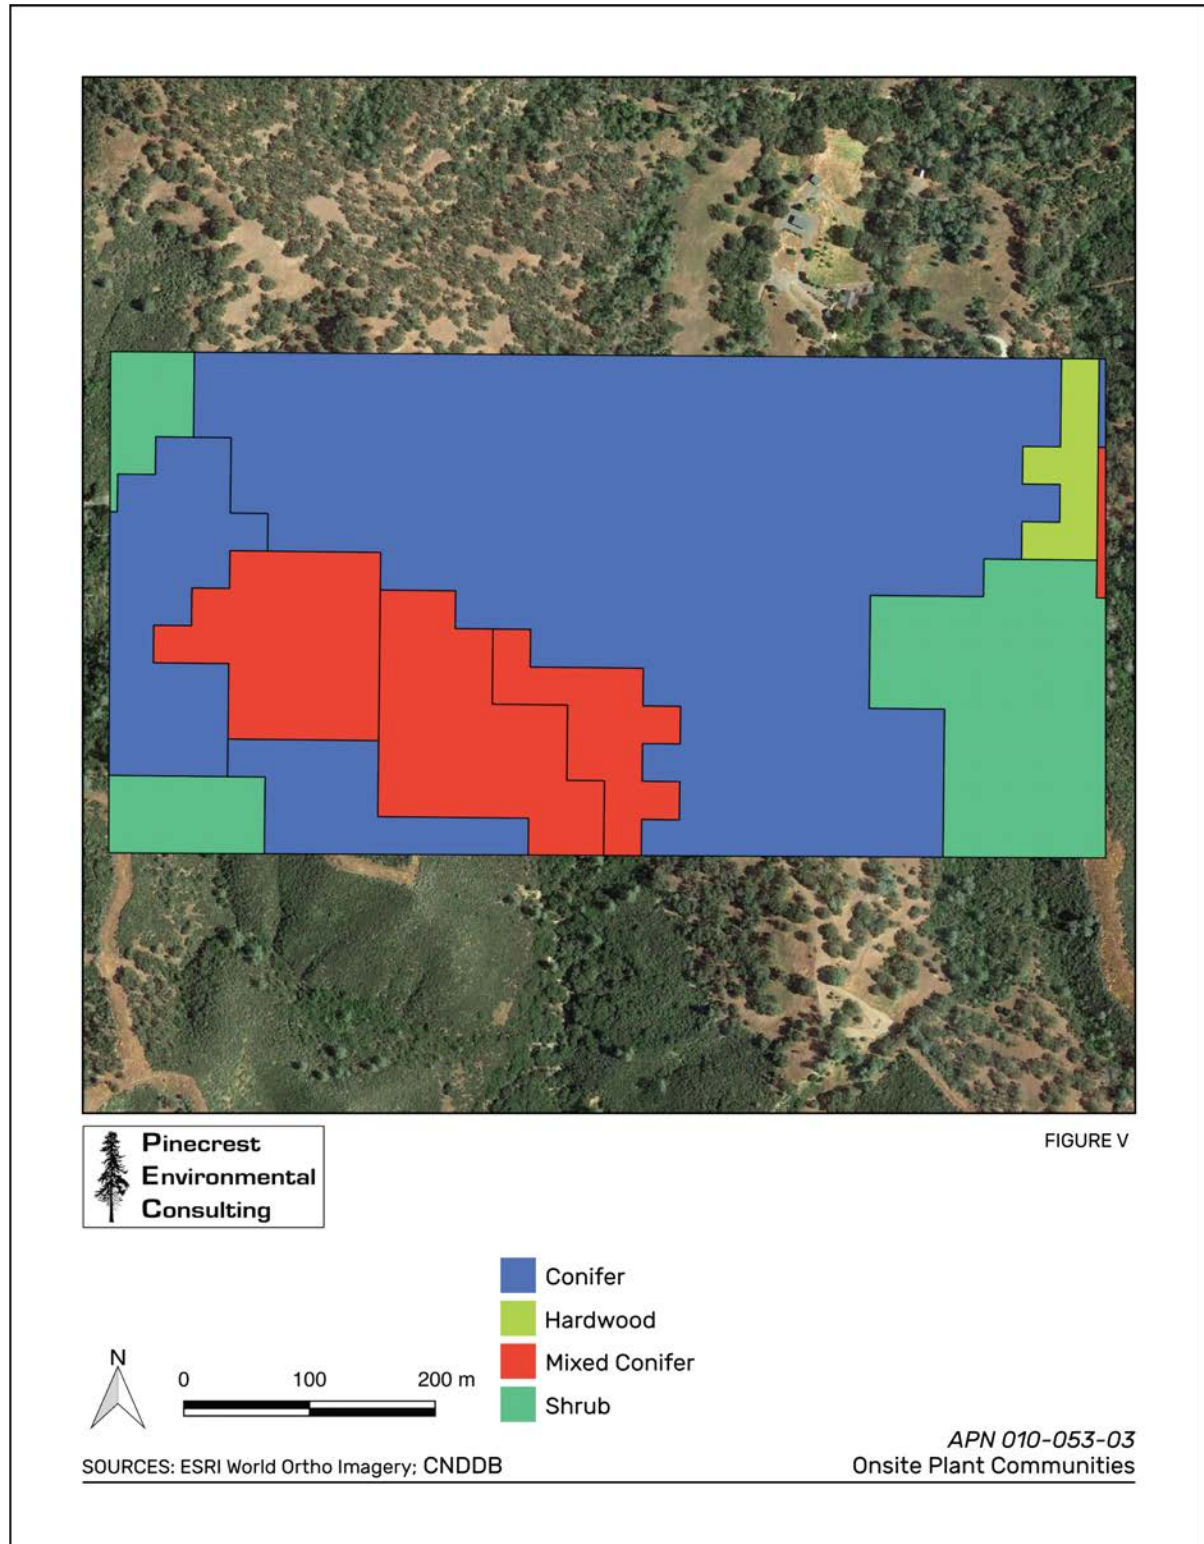 Pinecrest
Environmental
Consulting
FIGURE V
Conifer
Hardwood
Mixed Conifer
Shrub
N
0 100 200 m
APN 010-053-03
SOURCES: ESRI World Ortho Imagery; CNDDB
Onsite Plant Communities